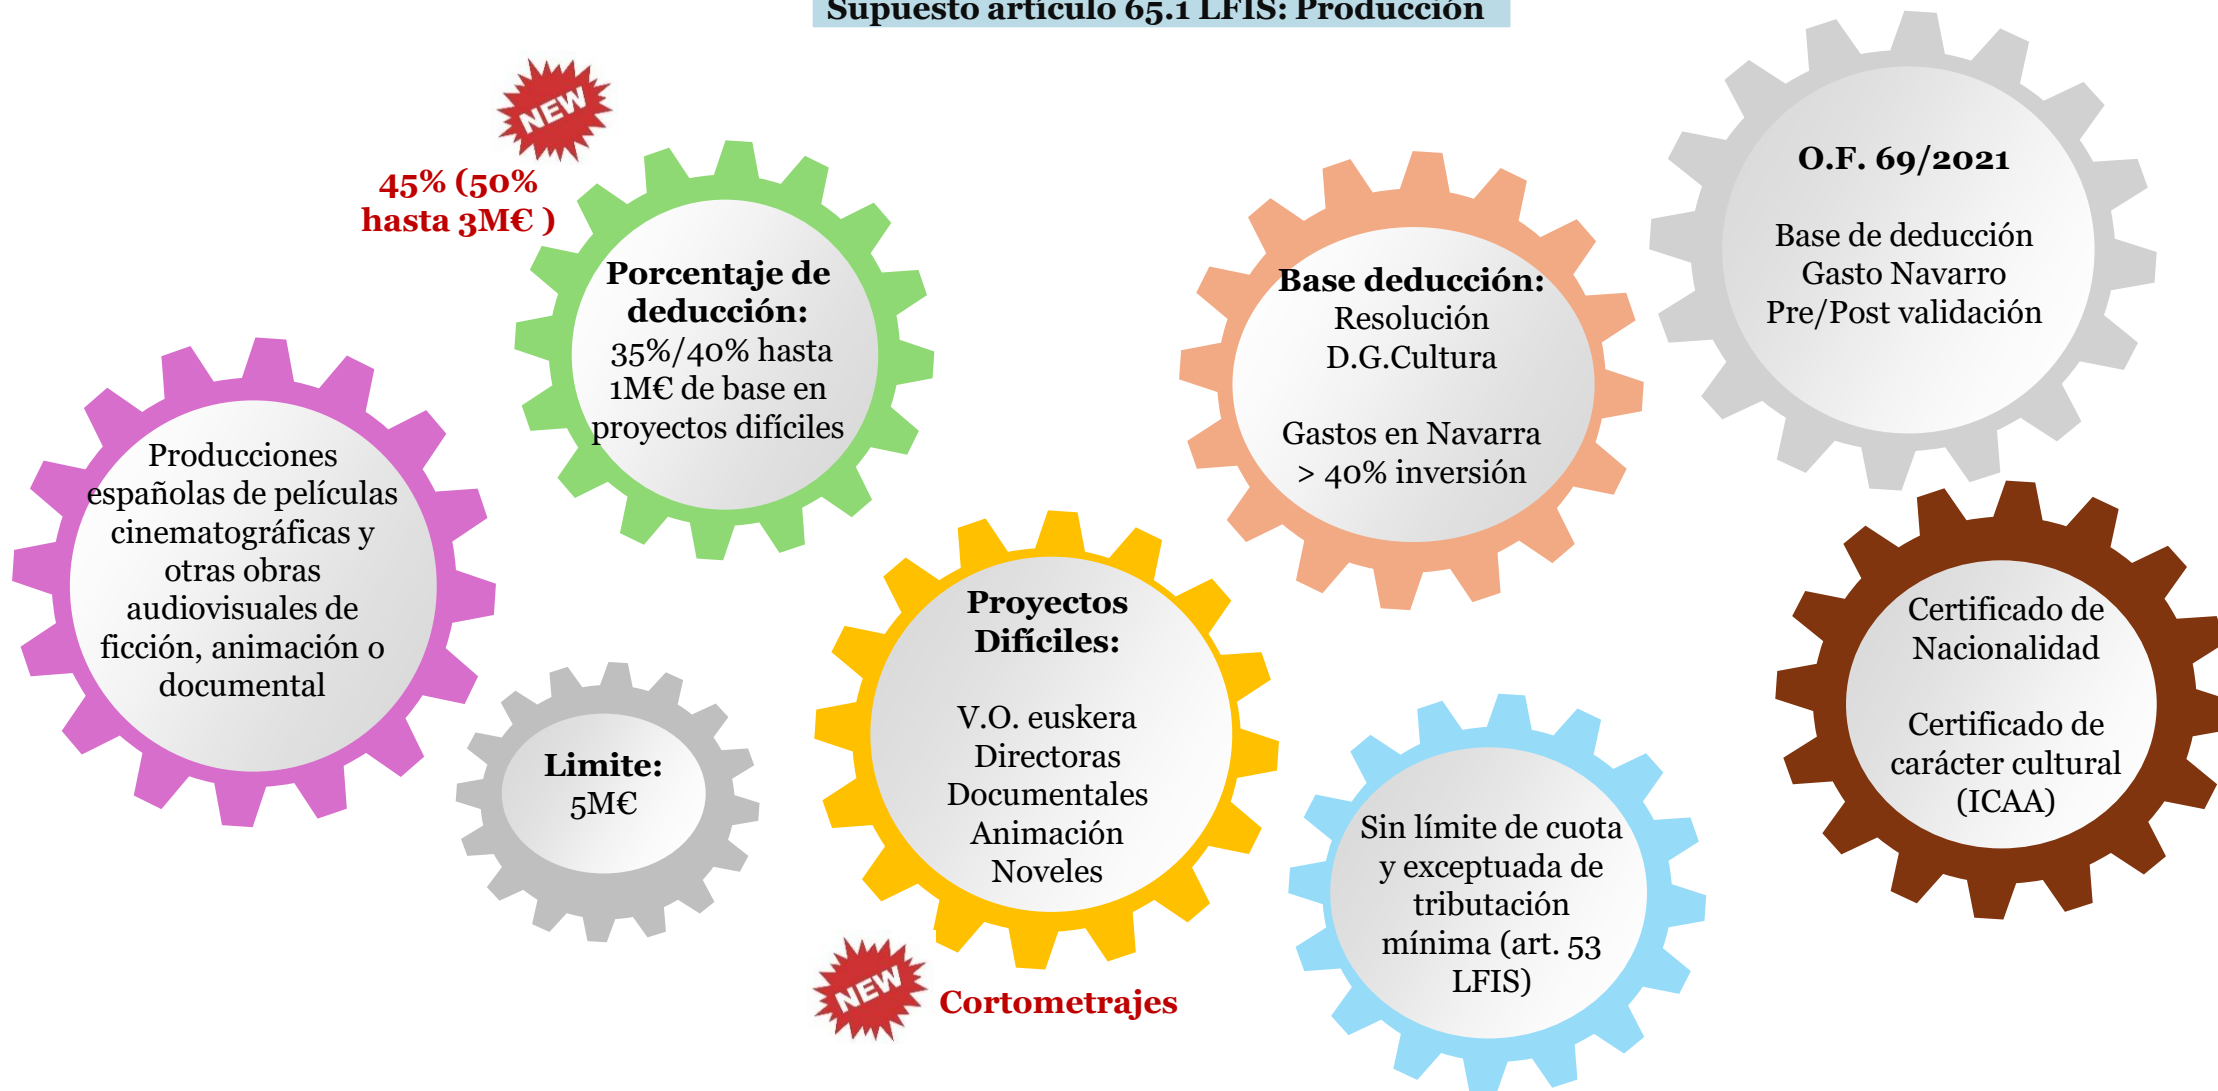 Supuesto artículo 65.1 LFIS: Producción
NEW
45% (50%
hasta 3M€ )
Porcentaje de
deducción:
35%/40% hasta
1M€ de base en
proyectos difíciles
Base deducción:
Resolución
D.G.Cultura
Gastos en Navarra
> 40% inversión
O.F. 69/2021
Base de deducción
Gasto Navarro
Pre/Post validación
Producciones
españolas de películas
cinematográficas y
otras obras
audiovisuales de
ficción, animación o
documental
Limite:
5M€
Proyectos
Difíciles:
V.O. euskera
Directoras
Documentales
Animación
Noveles
NEW
Cortometrajes
Sin límite de cuota
y exceptuada de
tributación
mínima (art. 53
LFIS)
Certificado de
Nacionalidad
Certificado de
carácter cultural
(ICAA)